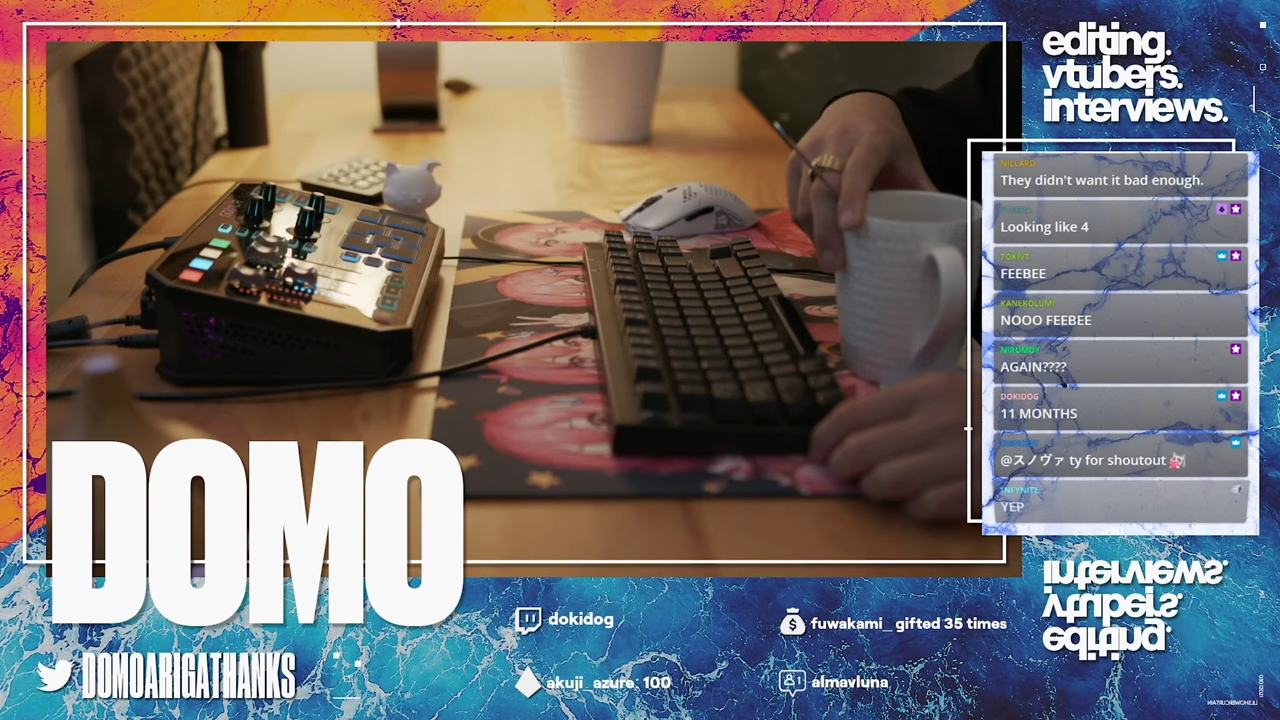 editing.
vtubers.
interviews.
NILLARD
They didn't want it bad enough.
Looking like 4
TOKIVT
FEEBEE
KANEKOLUMI
NOOO FEEBEE
NIRUMOY
AGAIN????
DOKIDOG
11 MONTHS
@スノヴァ ty for shoutout
INFYNITE
YEP
interviews.
vtubers.
editing.
DOMO
DOMOARIGATHANKS
dokidog
fuwakami_ gifted 35 times
akuji_azure: 100
almavluna